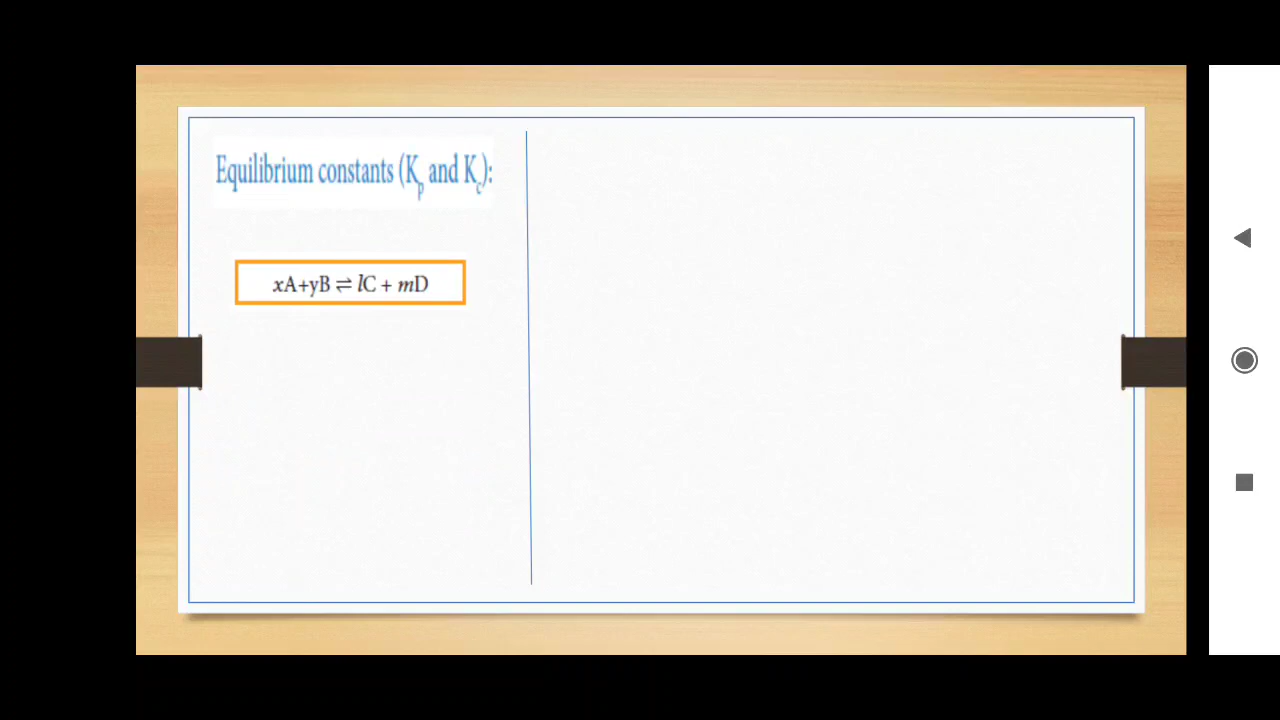 Equilibrium constants (Kp and Kc):
xA+yB ⇌ lC + mD